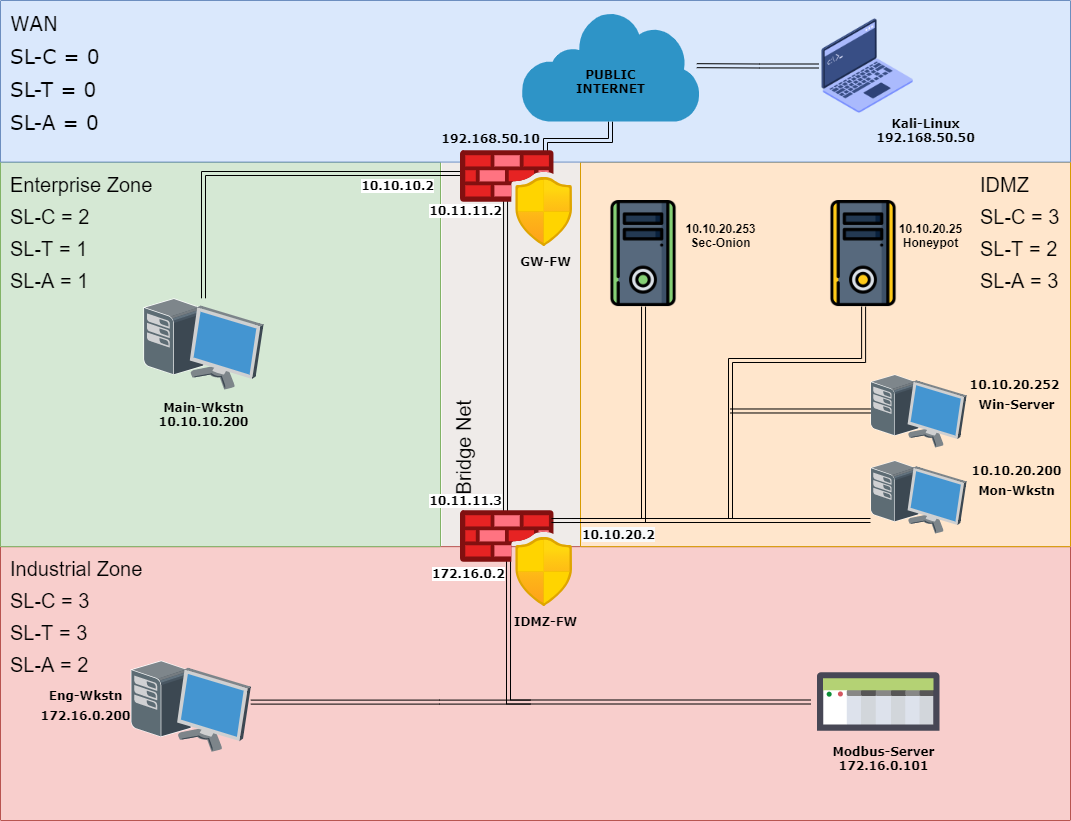 WAN
SL-C = 0
SL-T = 0
SL-A = 0
PUBLIC
INTERNET
Kali-Linux
192.168.50.50
192.168.50.10
Enterprise Zone
SL-C = 2
SL-T = 1
SL-A = 1
10.10.10.2
10.11.11.2
GW-FW
Main-Wkstn
10.10.10.200
Bridge Net
10.11.11.3
IDMZ
SL-C = 3
SL-T = 2
SL-A = 3
10.10.20.253
Sec-Onion
10.10.20.25
Honeypot
10.10.20.252
Win-Server
10.10.20.200
Mon-Wkstn
10.10.20.2
172.16.0.2
IDMZ-FW
Industrial Zone
SL-C = 3
SL-T = 3
SL-A = 2
Eng-Wkstn
172.16.0.200
Modbus-Server
172.16.0.101